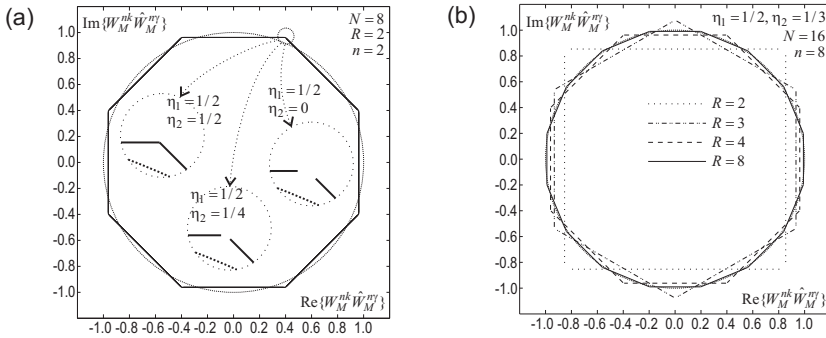 (a)
Im{W_M^{nk} Ŵ_M^{nγ}}
N = 8
R = 2
n = 2
1.0
0.8
0.6
0.4
0.2
0.0
-0.2
-0.4
-0.6
-0.8
-1.0
η₁ = 1/2
η₂ = 1/2
η₁ = 1/2
η₂ = 0
η₁ = 1/2
η₂ = 1/4
Re{W_M^{nk} Ŵ_M^{nγ}}
-1.0 -0.8 -0.6 -0.4 -0.2 0.0 0.2 0.4 0.6 0.8 1.0
(b)
Im{W_M^{nk} Ŵ_M^{nγ}}
η₁ = 1/2, η₂ = 1/3
N = 16
n = 8
1.0
0.8
0.6
0.4
0.2
0.0
-0.2
-0.4
-0.6
-0.8
-1.0
R = 2
R = 3
R = 4
R = 8
Re{W_M^{nk} Ŵ_M^{nγ}}
-1.0 -0.8 -0.6 -0.4 -0.2 0.0 0.2 0.4 0.6 0.8 1.0